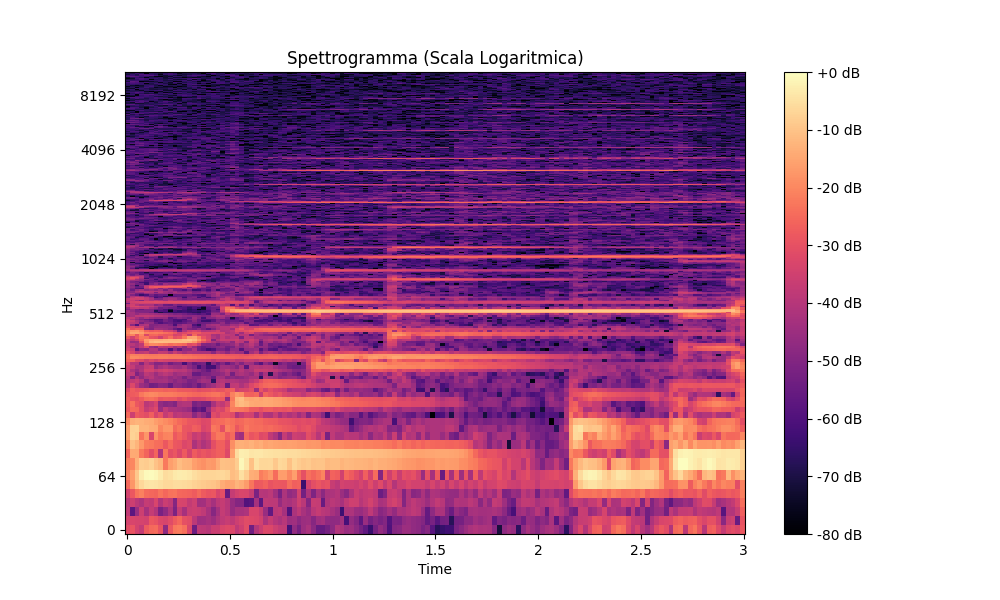 Spettrogramma (Scala Logaritmica)
Hz
8192
4096
2048
1024
512
256
128
64
0
0 0.5 1 1.5 2 2.5 3
Time
+0 dB
-10 dB
-20 dB
-30 dB
-40 dB
-50 dB
-60 dB
-70 dB
-80 dB